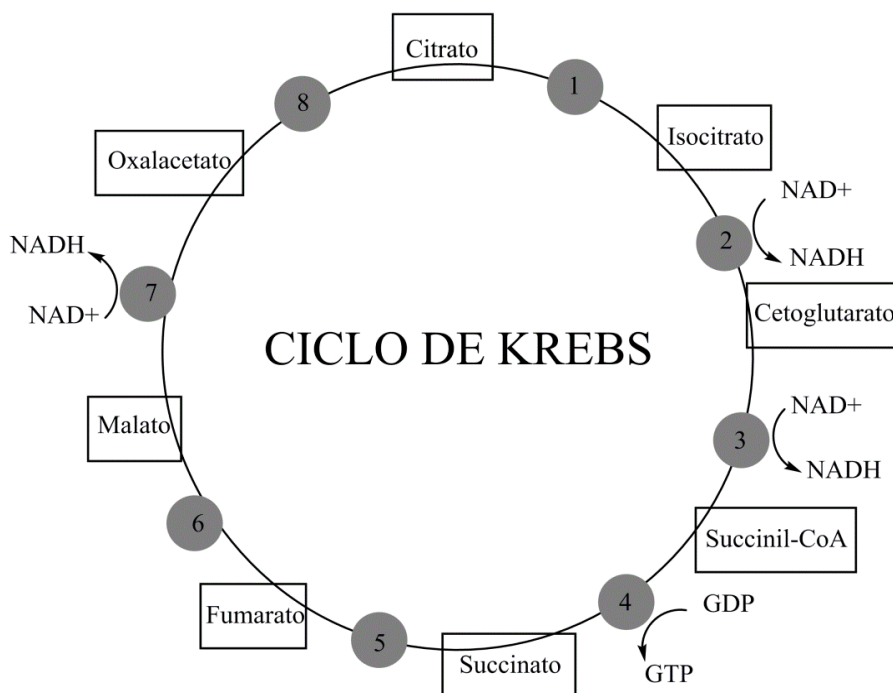 Citrato
1
8
Isocitrato
Oxalacetato
NAD+
2
NADH
NADH
7
NAD+
Cetoglutarato
CICLO DE KREBS
NAD+
Malato
3
NADH
6
Succinil-CoA
4
GDP
Fumarato
5
Succinato
GTP